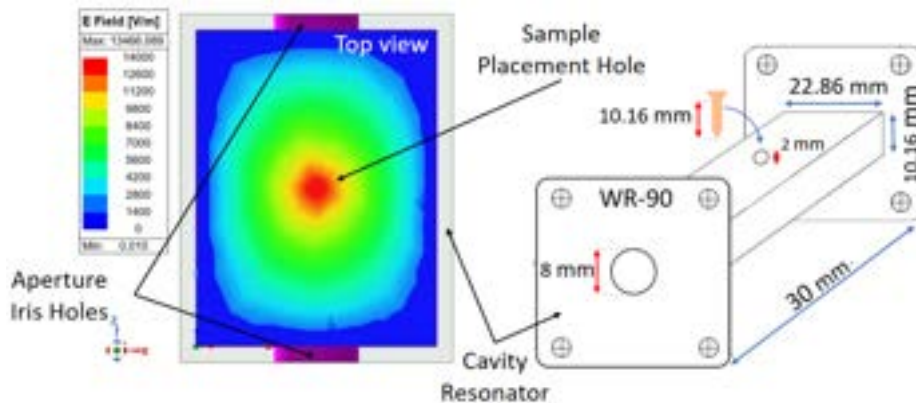 E Field [V/m]
Max: 13466.989
14000
12600
11200
9800
8400
7000
5600
4200
2800
1400
0
Min: 0.010
Top view
Sample
Placement Hole
Aperture
Iris Holes
Cavity
Resonator
10.16 mm
22.86 mm
10.16 mm
2 mm
WR-90
8 mm
30 mm